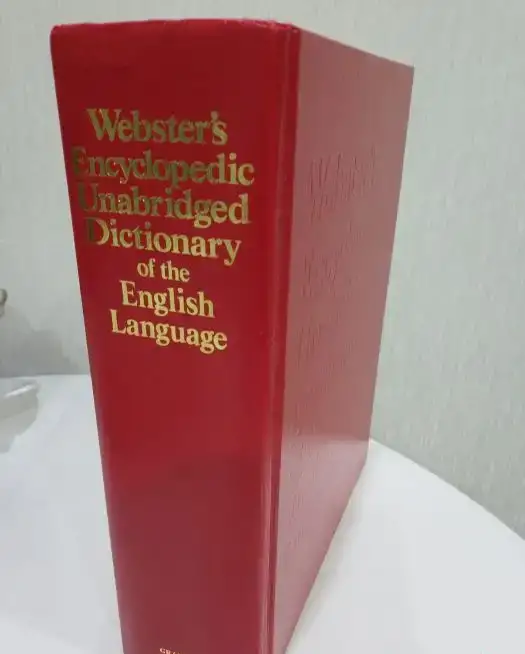 Webster's
Encyclopedic
Unabridged
Dictionary
of the
English
Language